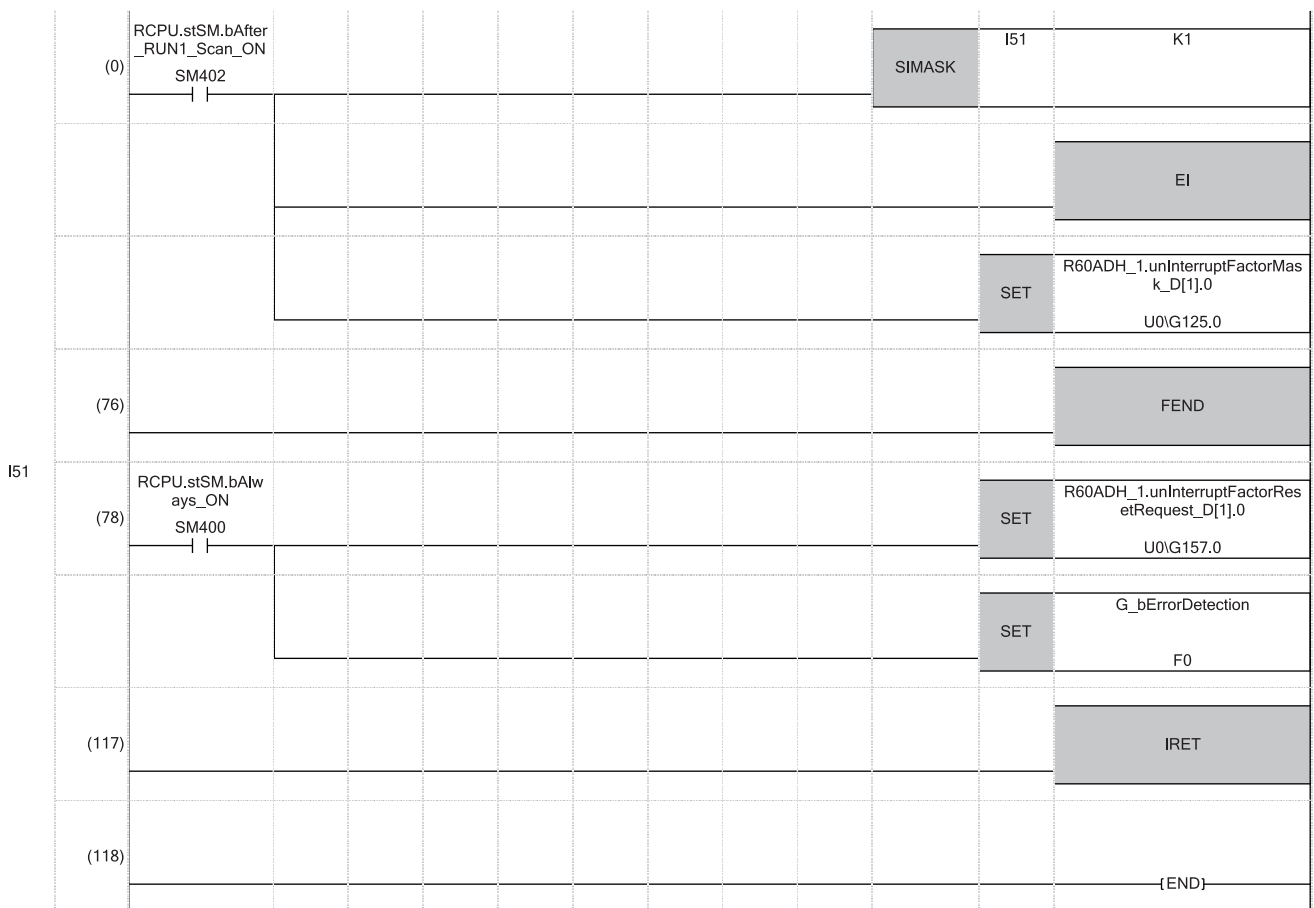 RCPU.stSM.bAfter
_RUN1_Scan_ON
(0)
SM402
SIMASK
I51
K1
EI
SET
R60ADH_1.unInterruptFactorMas
k_D[1].0
U0\G125.0
(76)
FEND
I51
RCPU.stSM.bAlw
ays_ON
(78)
SM400
SET
R60ADH_1.unInterruptFactorRes
etRequest_D[1].0
U0\G157.0
SET
G_bErrorDetection
F0
(117)
IRET
(118)
[END]